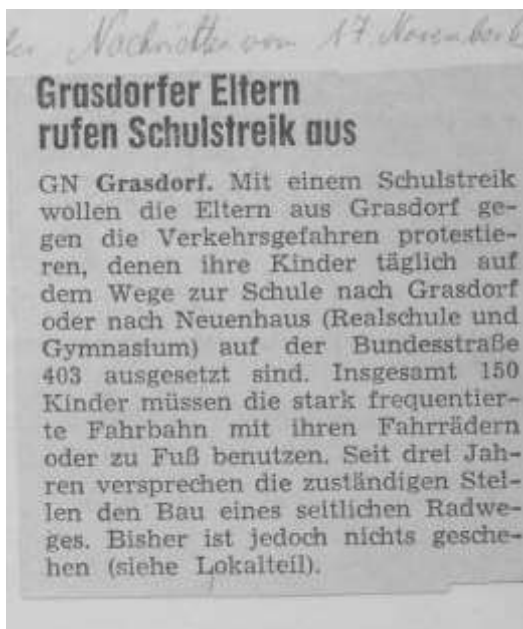 Nachrichten vom 17. November
Grasdorfer Eltern
rufen Schulstreik aus
GN Grasdorf. Mit einem Schulstreik
wollen die Eltern aus Grasdorf ge-
gen die Verkehrsgefahren protestie-
ren, denen ihre Kinder täglich auf
dem Wege zur Schule nach Grasdorf
oder nach Neuenhaus (Realschule und
Gymnasium) auf der Bundesstraße
403 ausgesetzt sind. Insgesamt 150
Kinder müssen die stark frequentier-
te Fahrbahn mit ihren Fahrrädern
oder zu Fuß benutzen. Seit drei Jah-
ren versprechen die zuständigen Stel-
len den Bau eines seitlichen Radwe-
ges. Bisher ist jedoch nichts gesche-
hen (siehe Lokalteil).